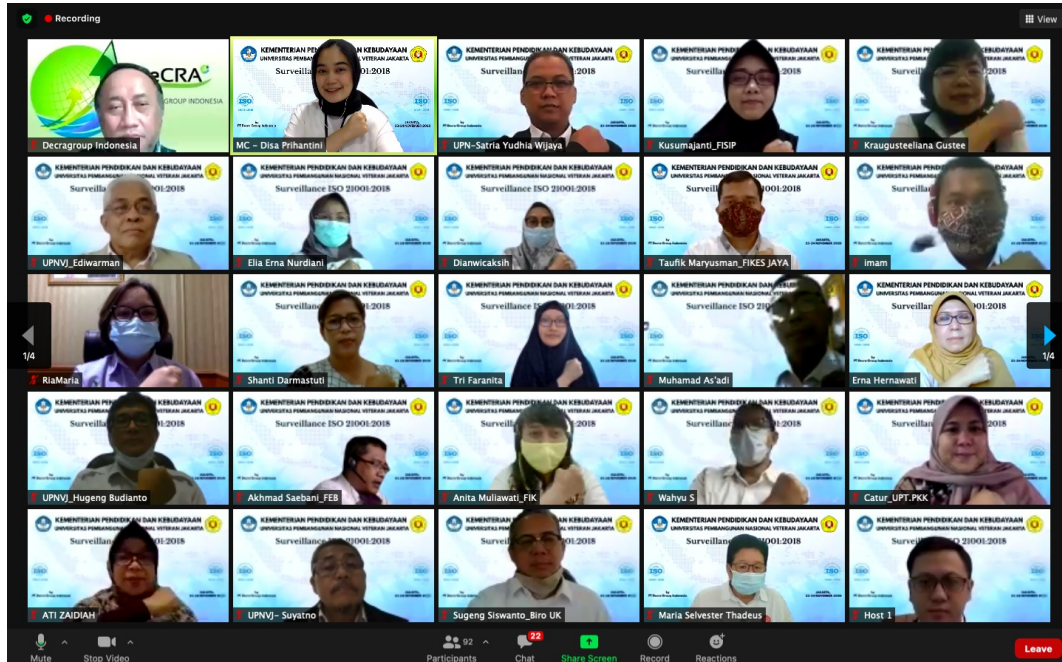 Recording
View
DeCRA
GROUP INDONESIA
Decragroup Indonesia
KEMENTERIAN PENDIDIKAN DAN KEBUDAYAAN
UNIVERSITAS PEMBANGUNAN NASIONAL VETERAN JAKARTA
Surveillance ISO 21001:2018
ISO
MC - Disa Prihantini
UPN-Satria Yudhia Wijaya
Kusumajanti_FISIP
Kraugusteeliana Gustee
UPNVJ_Ediwarman
Elia Erna Nurdiani
Dianwicaksih
Taufik Maryusman_FIKES JAYA
imam
1/4
RiaMaria
Shanti Darmastuti
Tri Faranita
Muhamad As'adi
Erna Hernawati
1/4
UPNVJ_Hugeng Budianto
Akhmad Saebani_FEB
Anita Muliawati_FIK
Wahyu S
Catur_UPT.PKK
ATI ZAIDIAH
UPNVJ- Suyatno
Sugeng Siswanto_Biro UK
Maria Selvester Thadeus
Host 1
Mute
Stop Video
92
Participants
22
Chat
Share Screen
Record
Reactions
Leave